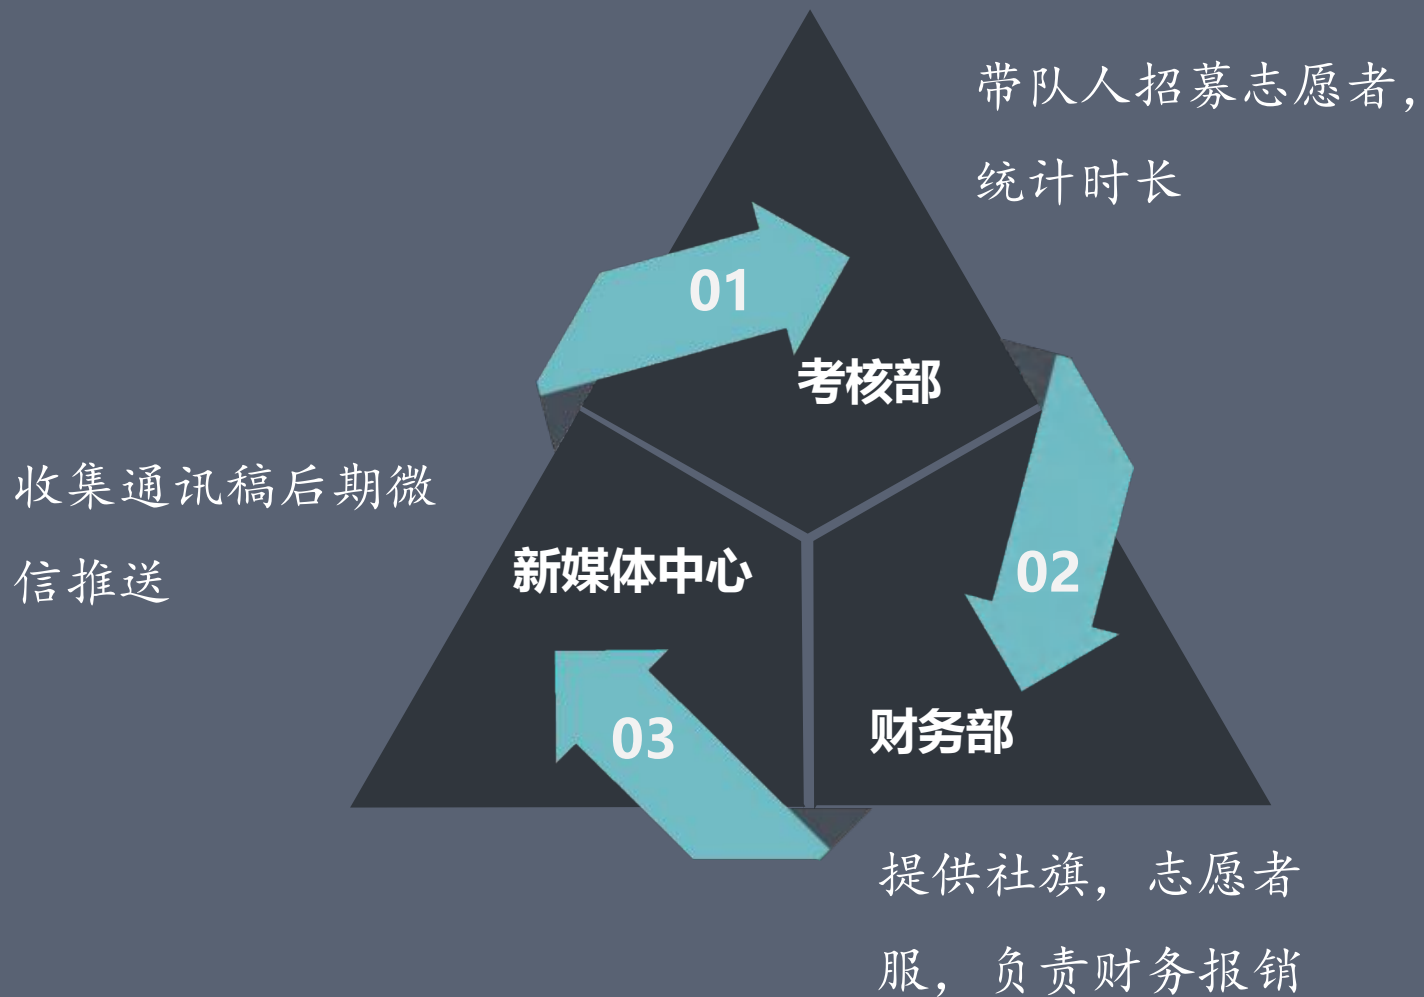 带队人招募志愿者，
统计时长
01
考核部
收集通讯稿后期微
信推送
新媒体中心
02
03
财务部
提供社旗，志愿者
服，负责财务报销